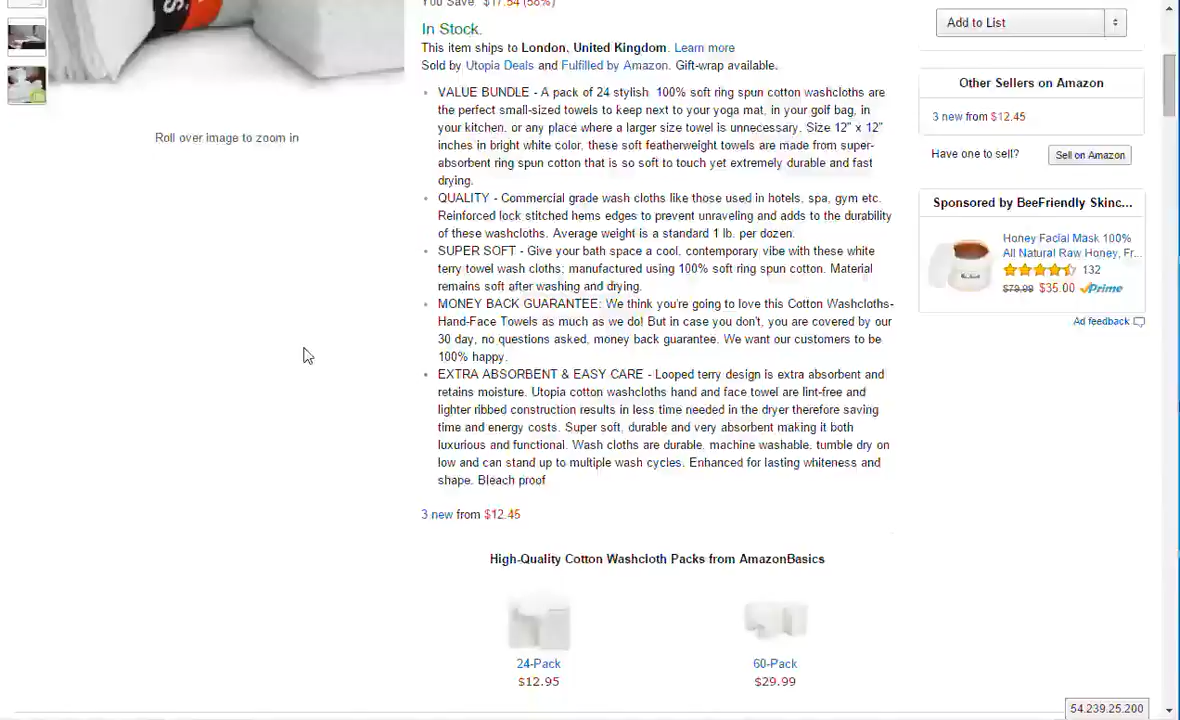 You Save: $17.54 (58%)
In Stock.
This item ships to London, United Kingdom. Learn more
Sold by Utopia Deals and Fulfilled by Amazon. Gift-wrap available.
VALUE BUNDLE - A pack of 24 stylish 100% soft ring spun cotton washcloths are
the perfect small-sized towels to keep next to your yoga mat, in your golf bag, in
your kitchen, or any place where a larger size towel is unnecessary. Size 12" x 12"
inches in bright white color, these soft featherweight towels are made from super-
absorbent ring spun cotton that is so soft to touch yet extremely durable and fast
drying.
QUALITY - Commercial grade wash cloths like those used in hotels, spa, gym etc.
Reinforced lock stitched hems edges to prevent unraveling and adds to the durability
of these washcloths. Average weight is a standard 1 lb. per dozen.
SUPER SOFT - Give your bath space a cool, contemporary vibe with these white
terry towel wash cloths; manufactured using 100% soft ring spun cotton. Material
remains soft after washing and drying.
MONEY BACK GUARANTEE: We think you're going to love this Cotton Washcloths-
Hand-Face Towels as much as we do! But in case you don't, you are covered by our
30 day, no questions asked, money back guarantee. We want our customers to be
100% happy.
EXTRA ABSORBENT & EASY CARE - Looped terry design is extra absorbent and
retains moisture. Utopia cotton washcloths hand and face towel are lint-free and
lighter ribbed construction results in less time needed in the dryer therefore saving
time and energy costs. Super soft, durable and very absorbent making it both
luxurious and functional. Wash cloths are durable, machine washable, tumble dry on
low and can stand up to multiple wash cycles. Enhanced for lasting whiteness and
shape. Bleach proof
3 new from $12.45
High-Quality Cotton Washcloth Packs from AmazonBasics
24-Pack
$12.95
60-Pack
$29.99
Roll over image to zoom in
Add to List
Other Sellers on Amazon
3 new from $12.45
Have one to sell?
Sell on Amazon
Sponsored by BeeFriendly Skinc...
Honey Facial Mask 100%
All Natural Raw Honey, Fr...
132
$79.99 $35.00 Prime
Ad feedback
54.239.25.200